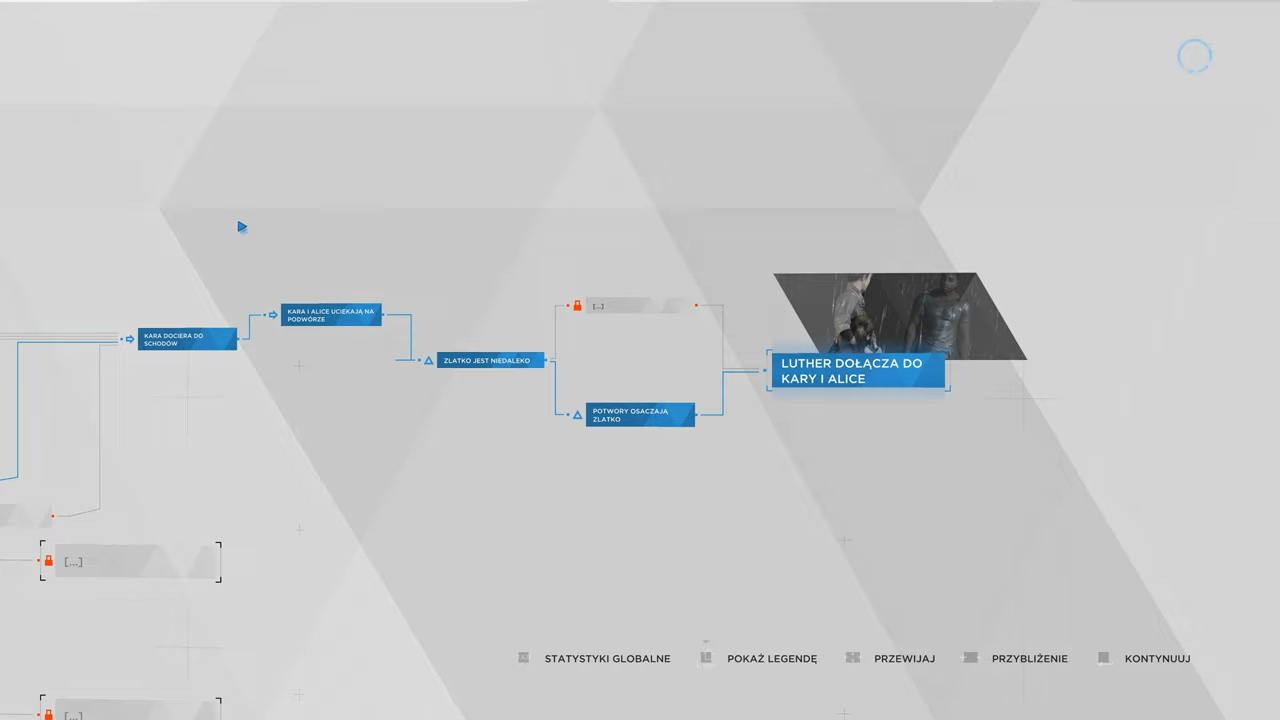 KARA DOCIERA DO
SCHODÓW
KARA I ALICE UCIEKAJĄ NA
PODWÓRZE
ZLATKO JEST NIEDALEKO
[...]
POTWORY OSACZAJĄ
ZLATKO
LUTHER DOŁĄCZA DO
KARY I ALICE
[...]
[...]
STATYSTYKI GLOBALNE
POKAŻ LEGENDĘ
PRZEWIJAJ
PRZYBLIŻENIE
KONTYNUUJ